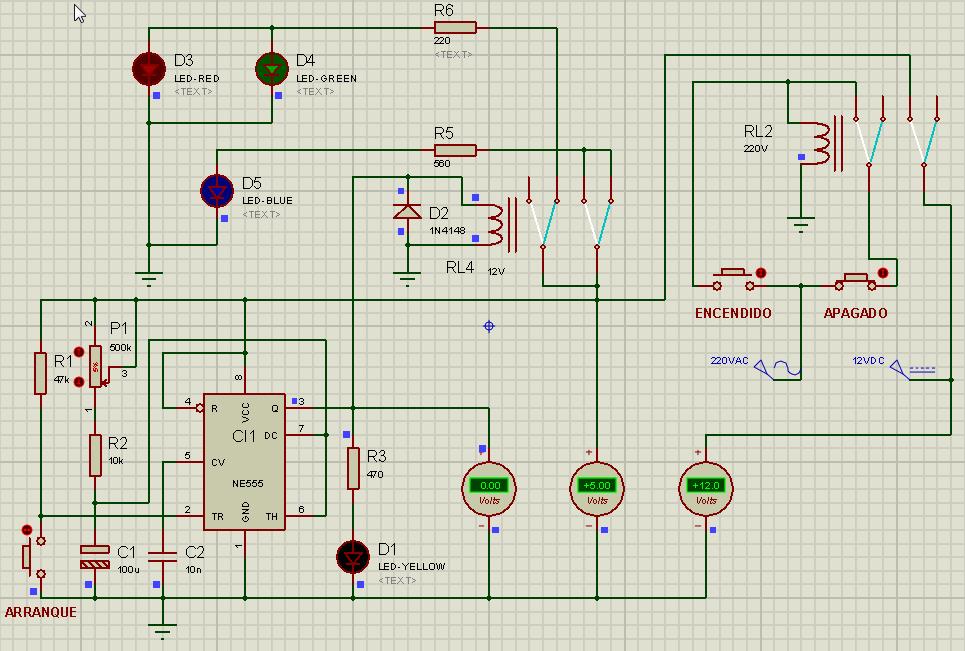 R6
220
<TEXT>
D3
LED-RED
<TEXT>
D4
LED-GREEN
<TEXT>
R5
560
D5
LED-BLUE
<TEXT>
D2
1N4148
RL4
12V
RL2
220V
ENCENDIDO
APAGADO
220VAC
12VDC
R1
47k
P1
500k
5%
2
3
1
R2
10k
CI1
NE555
4
R
8
VCC
Q
3
DC
7
5
CV
2
TR
GND
1
TH
6
R3
470
D1
LED-YELLOW
<TEXT>
C1
100u
C2
10n
ARRANQUE
+
0.00
Volts
-
+
+5.00
Volts
-
+
+12.0
Volts
-